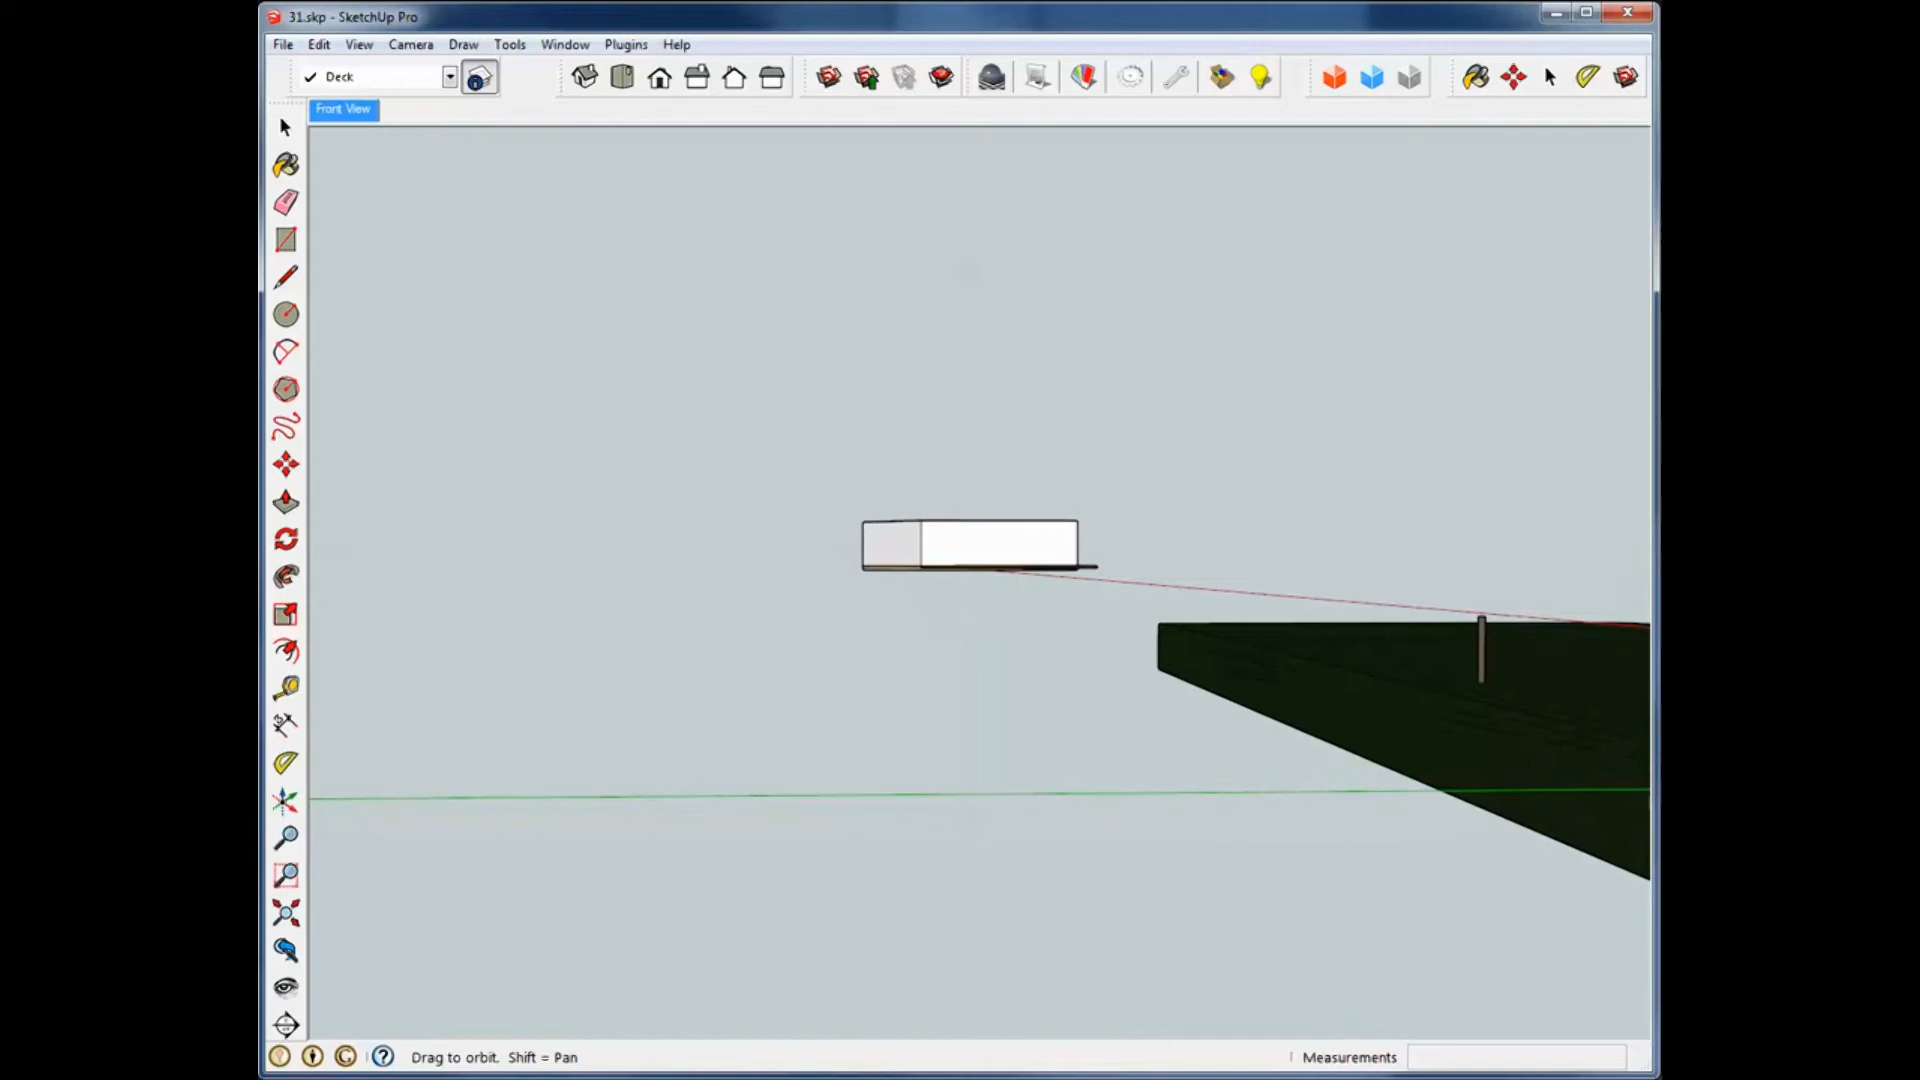 31.skp - SketchUp Pro
File Edit View Camera Draw Tools Window Plugins Help
Deck
Front View
Drag to orbit. Shift = Pan
Measurements